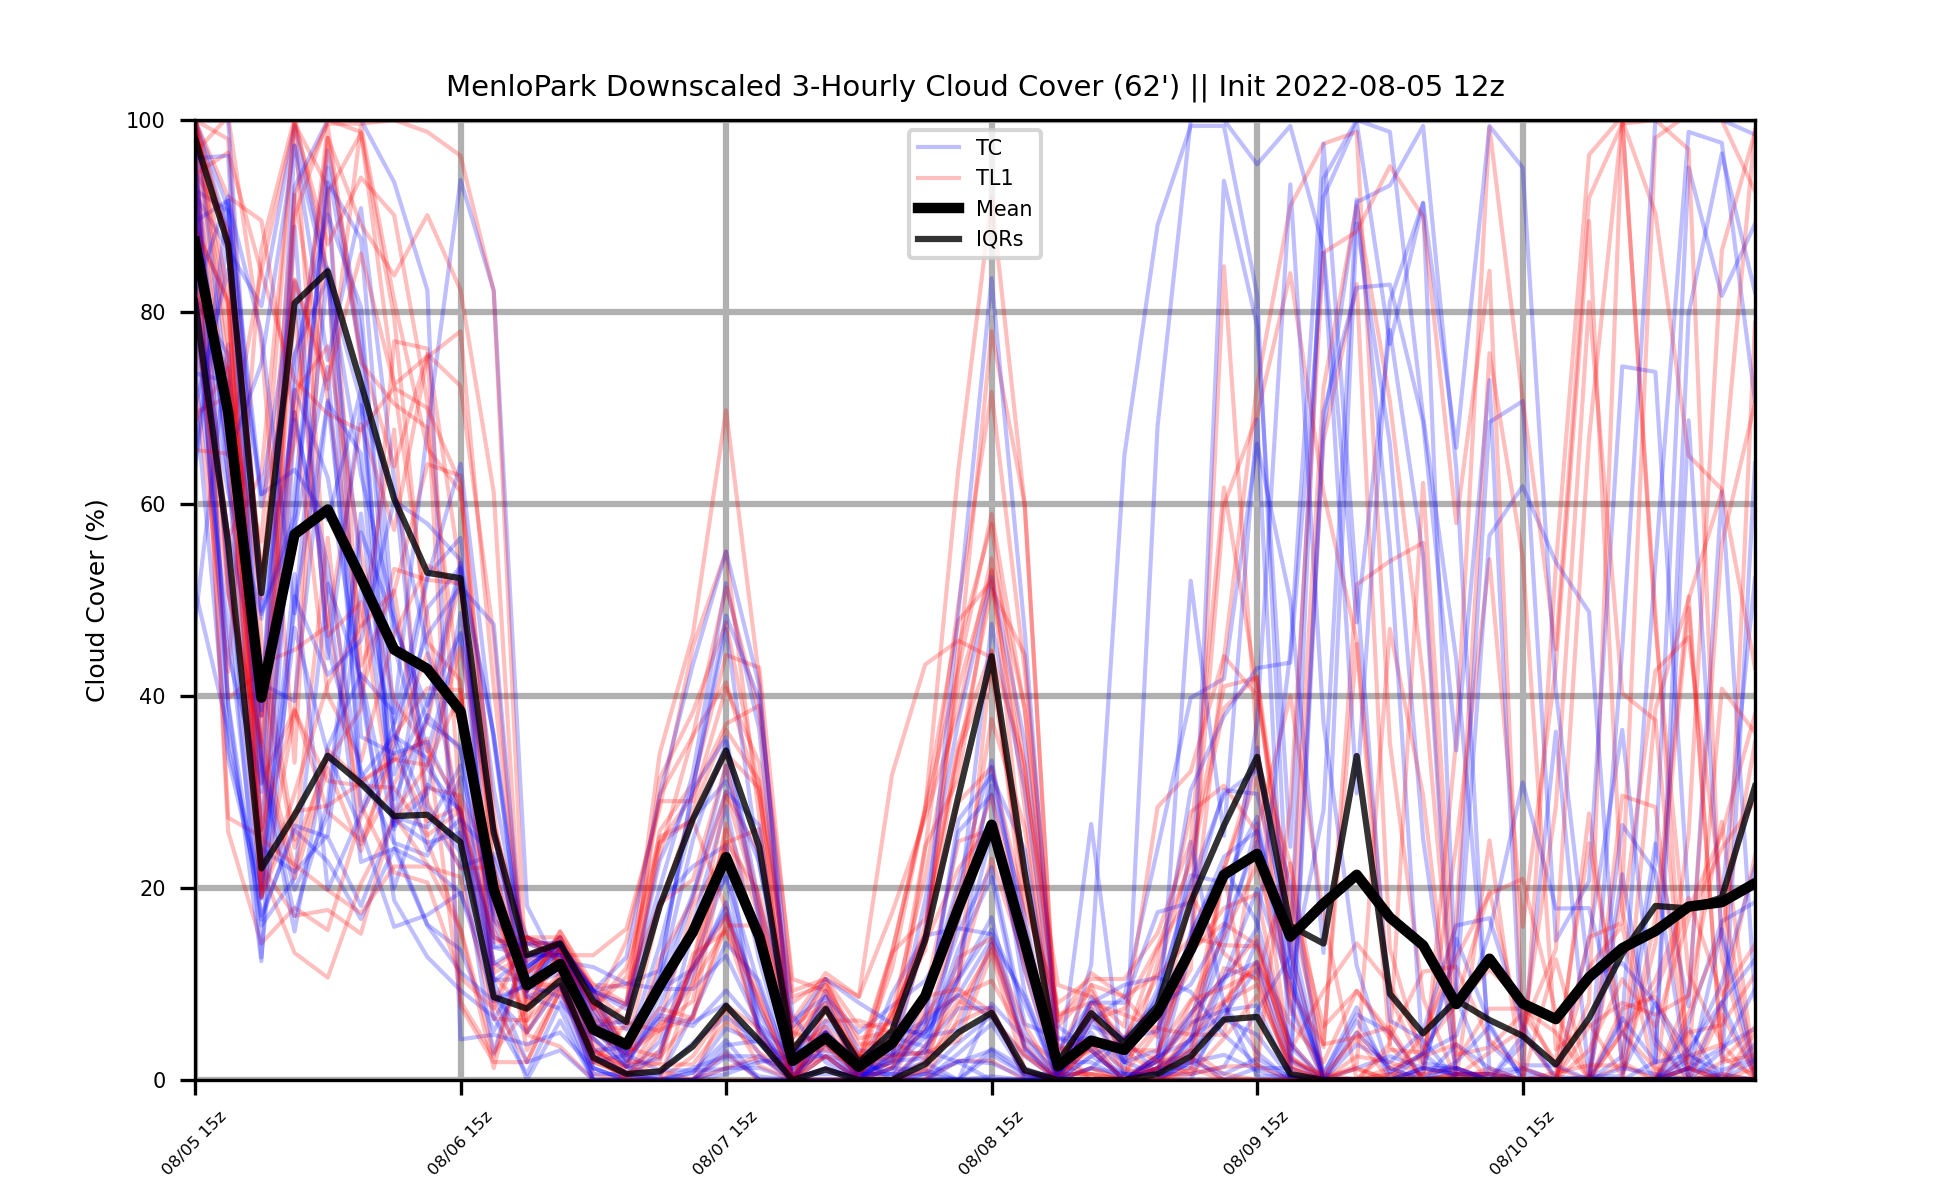 MenloPark Downscaled 3-Hourly Cloud Cover (62') || Init 2022-08-05 12z
100
80
60
40
20
0
Cloud Cover (%)
TC
TL1
Mean
IQRs
08/05 15z
08/06 15z
08/07 15z
08/08 15z
08/09 15z
08/10 15z